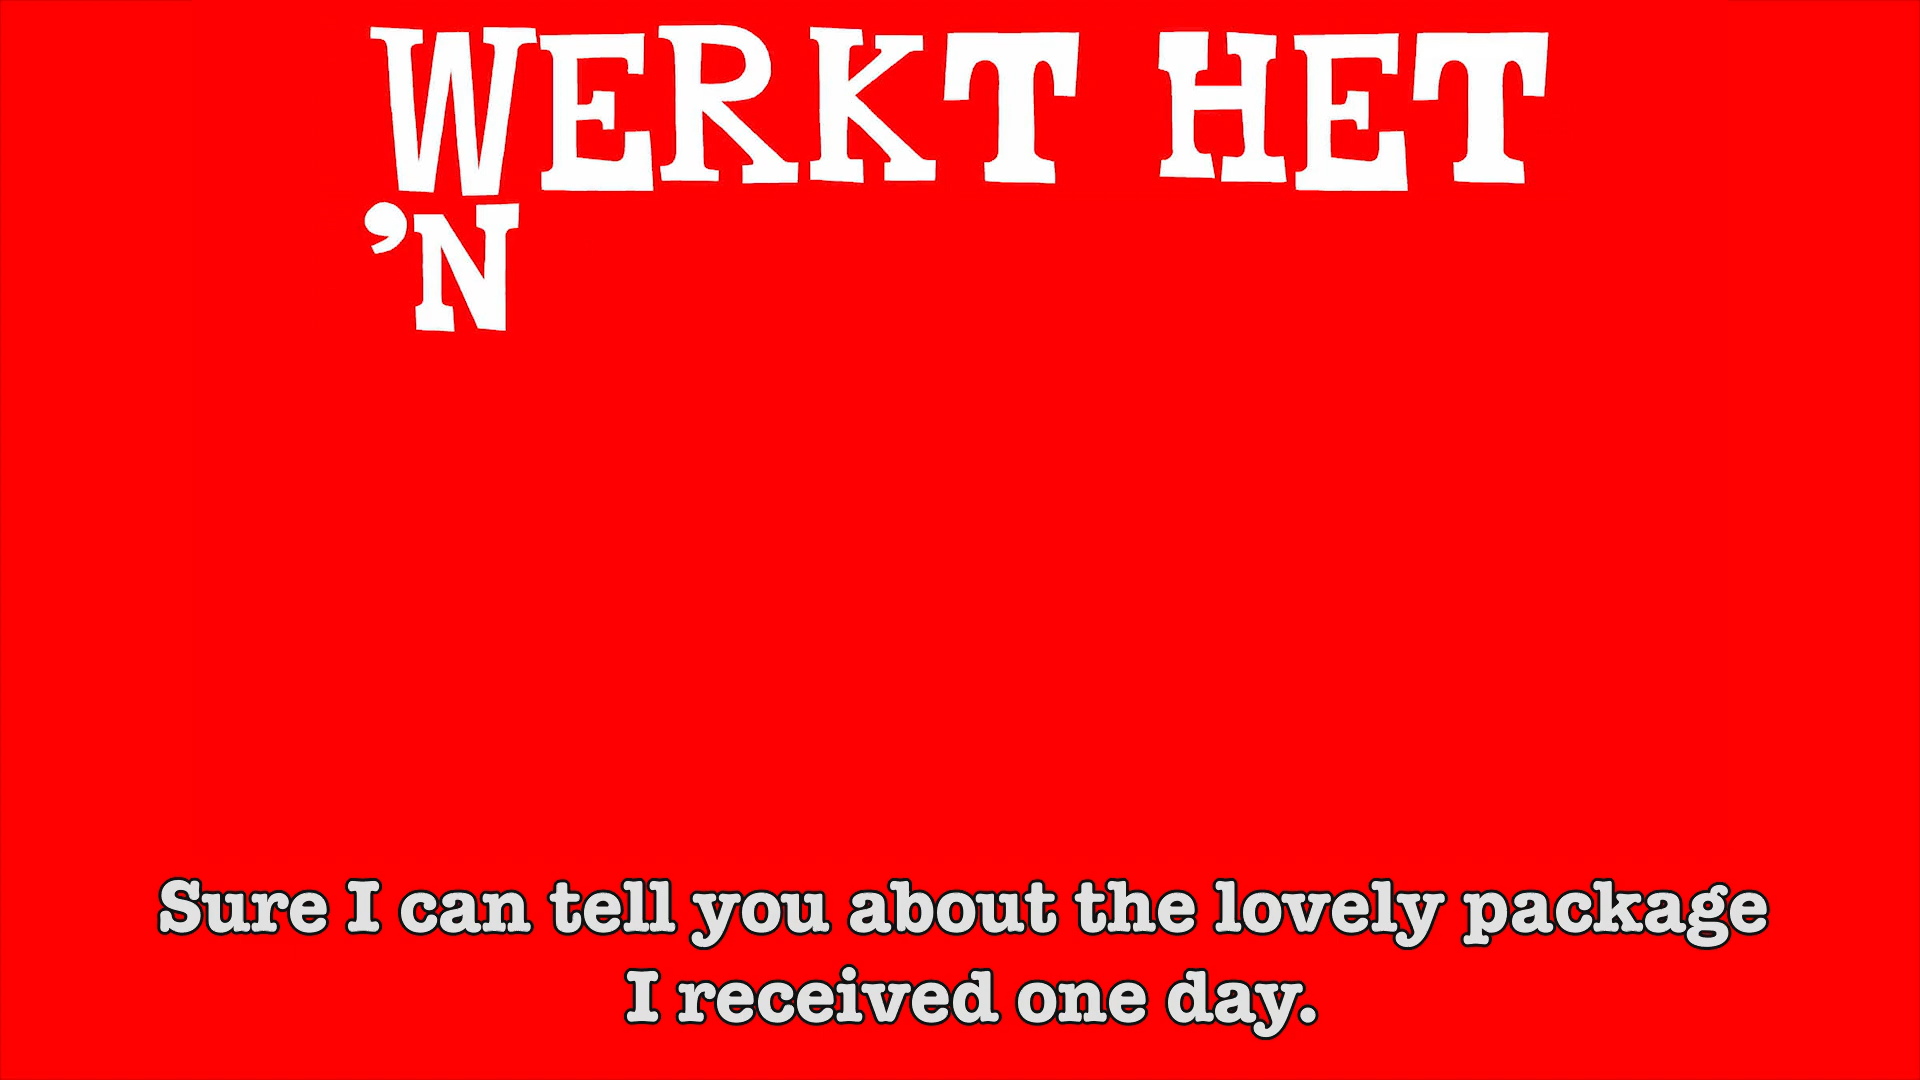 WERKT HET
’N
Sure I can tell you about the lovely package
I received one day.